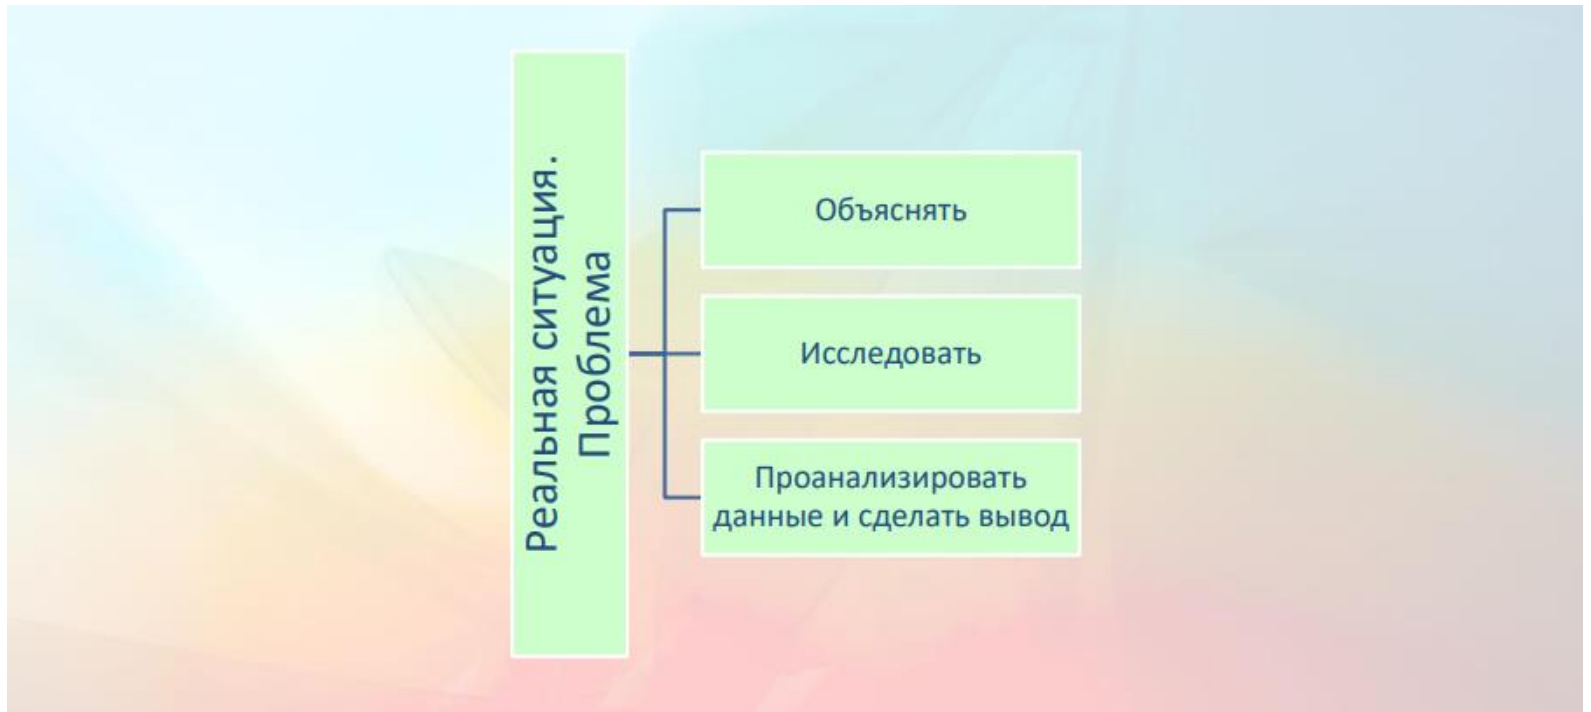 Реальная ситуация.
Проблема
Объяснять
Исследовать
Проанализировать
данные и сделать вывод